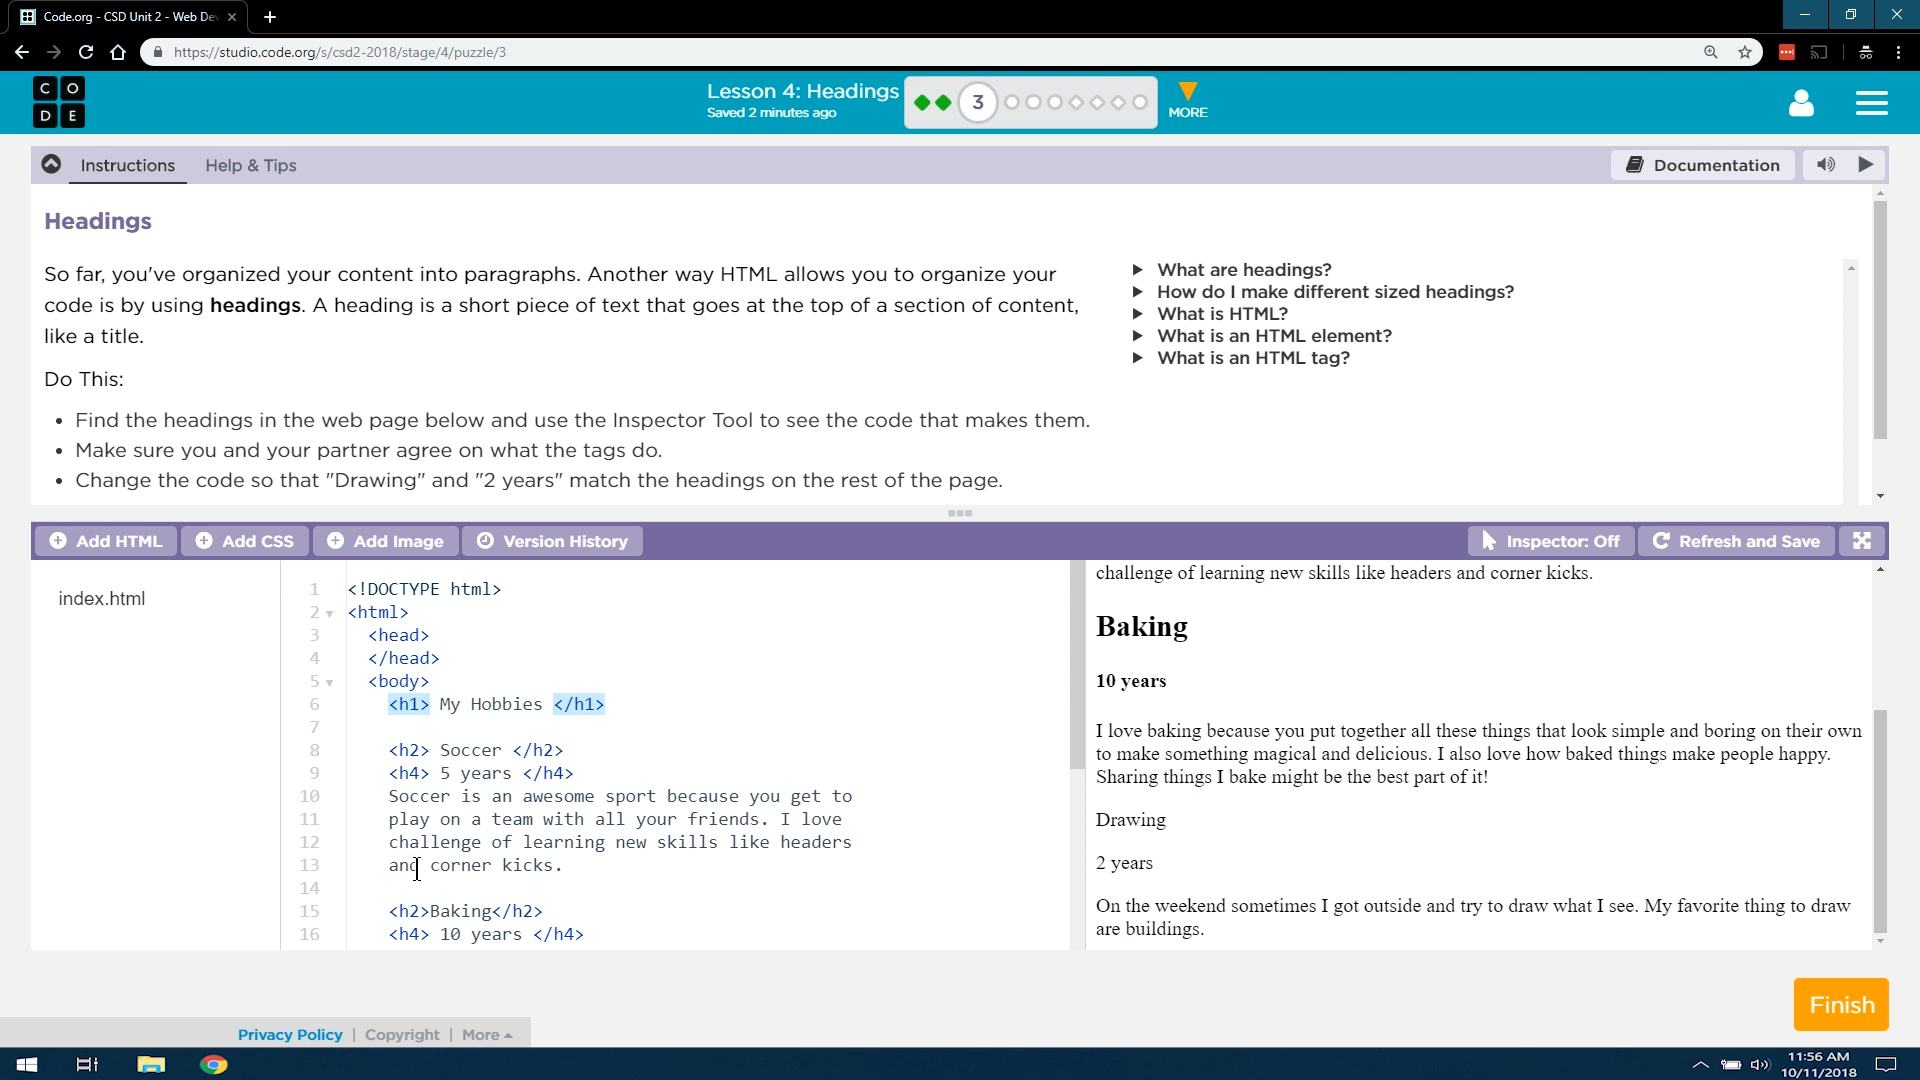 Code.org - CSD Unit 2 - Web De
https://studio.code.org/s/csd2-2018/stage/4/puzzle/3
C O
D E
Lesson 4: Headings
Saved 2 minutes ago
3
MORE
Instructions
Help & Tips
Documentation
Headings
So far, you've organized your content into paragraphs. Another way HTML allows you to organize your
code is by using headings. A heading is a short piece of text that goes at the top of a section of content,
like a title.
Do This:
• Find the headings in the web page below and use the Inspector Tool to see the code that makes them.
• Make sure you and your partner agree on what the tags do.
• Change the code so that "Drawing" and "2 years" match the headings on the rest of the page.
What are headings?
How do I make different sized headings?
What is HTML?
What is an HTML element?
What is an HTML tag?
Add HTML
Add CSS
Add Image
Version History
Inspector: Off
Refresh and Save
index.html
1 <!DOCTYPE html>
2 <html>
3 <head>
4 </head>
5 <body>
6 <h1> My Hobbies </h1>
7
8 <h2> Soccer </h2>
9 <h4> 5 years </h4>
10 Soccer is an awesome sport because you get to
11 play on a team with all your friends. I love
12 challenge of learning new skills like headers
13 and corner kicks.
14
15 <h2>Baking</h2>
16 <h4> 10 years </h4>
challenge of learning new skills like headers and corner kicks.
Baking
10 years
I love baking because you put together all these things that look simple and boring on their own
to make something magical and delicious. I also love how baked things make people happy.
Sharing things I bake might be the best part of it!
Drawing
2 years
On the weekend sometimes I got outside and try to draw what I see. My favorite thing to draw
are buildings.
Finish
Privacy Policy | Copyright | More
11:56 AM
10/11/2018